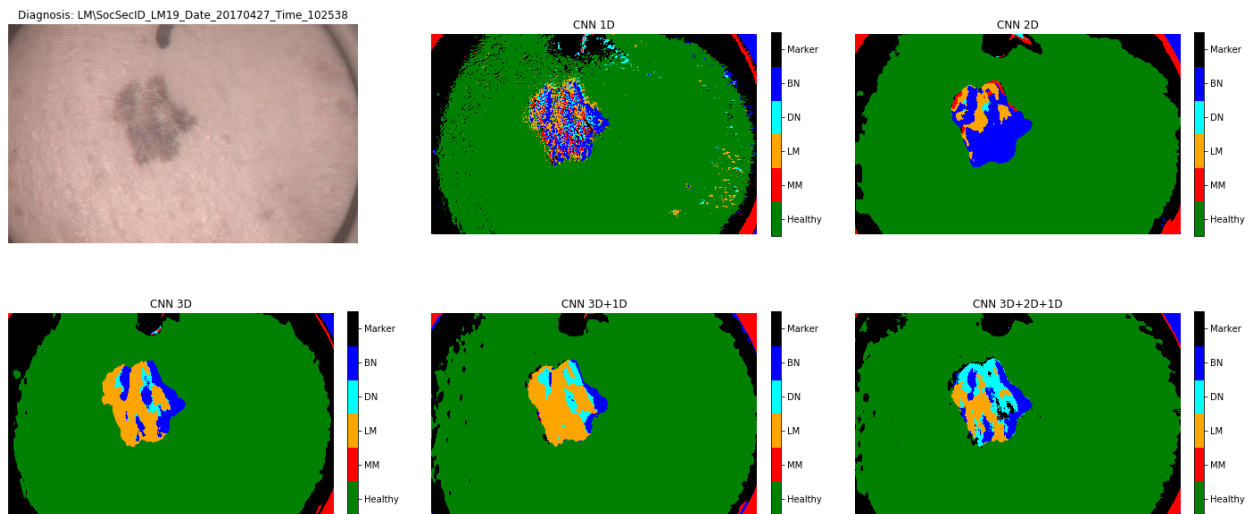 Diagnosis: LM\SocSecID_LM19_Date_20170427_Time_102538
CNN 1D
Marker
BN
DN
LM
MM
Healthy
CNN 2D
Marker
BN
DN
LM
MM
Healthy
CNN 3D
Marker
BN
DN
LM
MM
Healthy
CNN 3D+1D
Marker
BN
DN
LM
MM
Healthy
CNN 3D+2D+1D
Marker
BN
DN
LM
MM
Healthy